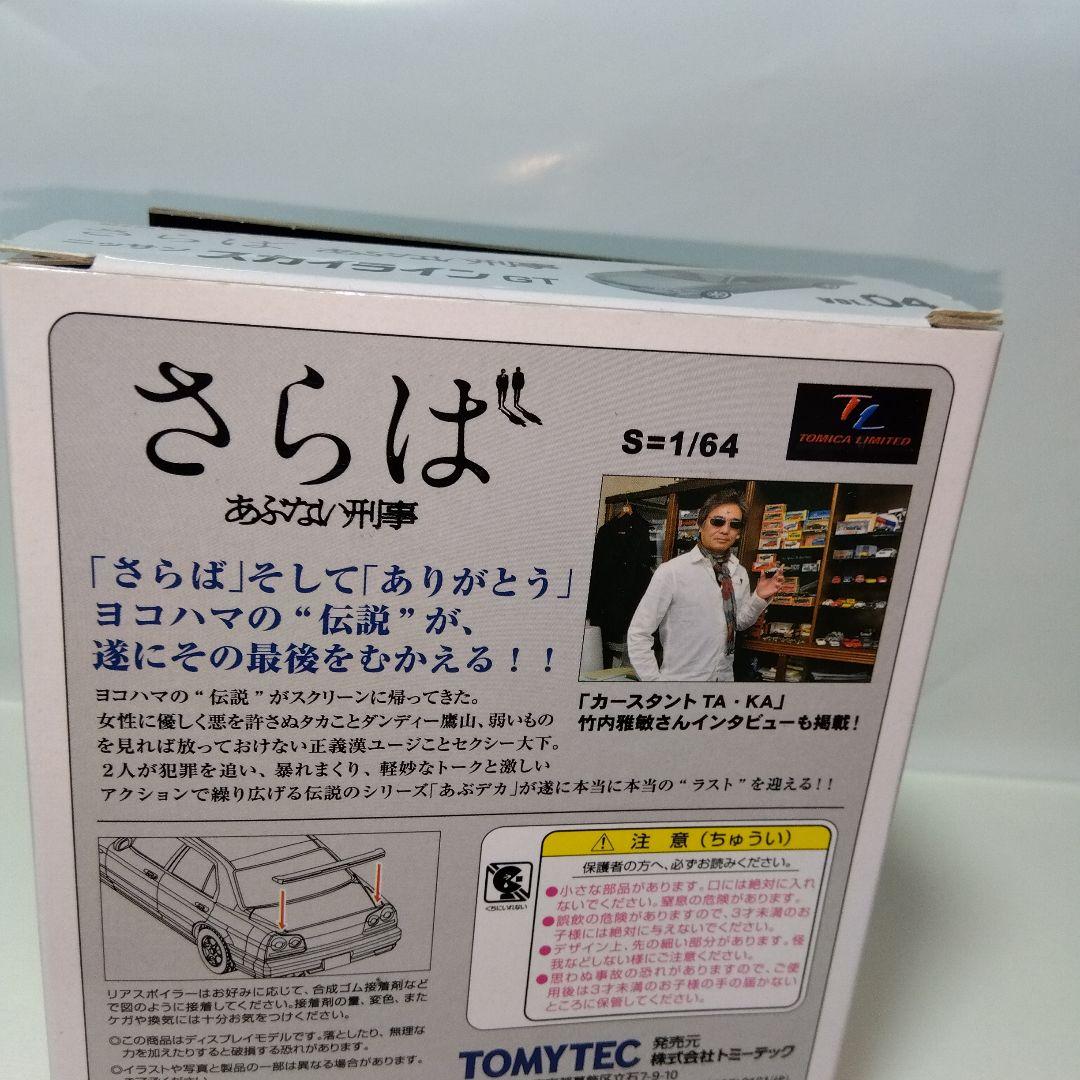 さらば あぶない刑事
ニッサン スカイライン GT
VOL.04
さらば
あぶない刑事
S=1/64
TL
TOMICA LIMITED
「さらば」そして「ありがとう」
ヨコハマの“伝説”が、
遂にその最後をむかえる!!
ヨコハマの“伝説”がスクリーンに帰ってきた。
女性に優しく悪を許さぬタカことダンディー鷹山、弱いもの
を見れば放っておけない正義漢ユージことセクシー大下。
2人が犯罪を追い、暴れまくり、軽妙なトークと激しい
アクションで繰り広げる伝説のシリーズ「あぶデカ」が遂に本当に本当の“ラスト”を迎える!!
「カースタントTA・KA」
竹内雅敏さんインタビューも掲載!
リアスポイラーはお好みに応じて、合成ゴム接着剤など
で図のように接着してください。接着剤の量、変色、また
ケガや換気には十分お気をつけください。
◎この商品はディスプレイモデルです。落としたり、無理な
力を加えたりすると破損する恐れがあります。
◎イラストや写真と製品の一部は異なる場合があります。
くちにいれない
注意(ちゅうい)
保護者の方へ、必ずお読みください。
●小さな部品があります。口には絶対に入れ
ないでください。窒息の危険があります。
●誤飲の危険がありますので、3才未満のお
子様には絶対に与えないでください。
●デザイン上、先の細い部分があります。怪
我などしない様にご注意ください。
●思わぬ事故の恐れがありますので、ご使
用後は3才未満のお子様の手の届かない
ところに保管してください。
TOMYTEC
発売元
株式会社トミーテック
東京都葛飾区立石7-9-10